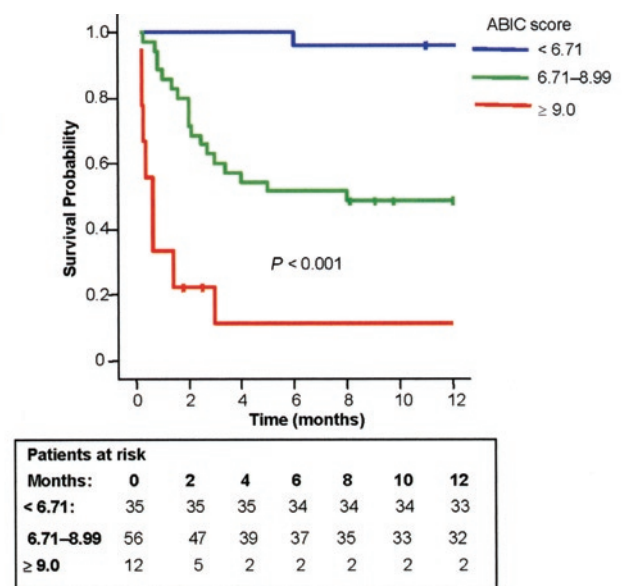 ABIC score
< 6.71
6.71–8.99
≥ 9.0
1.0
0.8
0.6
0.4
0.2
0
Survival Probability
P < 0.001
0 2 4 6 8 10 12
Time (months)
Patients at risk
Months: 0 2 4 6 8 10 12
< 6.71: 35 35 35 34 34 34 33
6.71–8.99 56 47 39 37 35 33 32
≥ 9.0 12 5 2 2 2 2 2